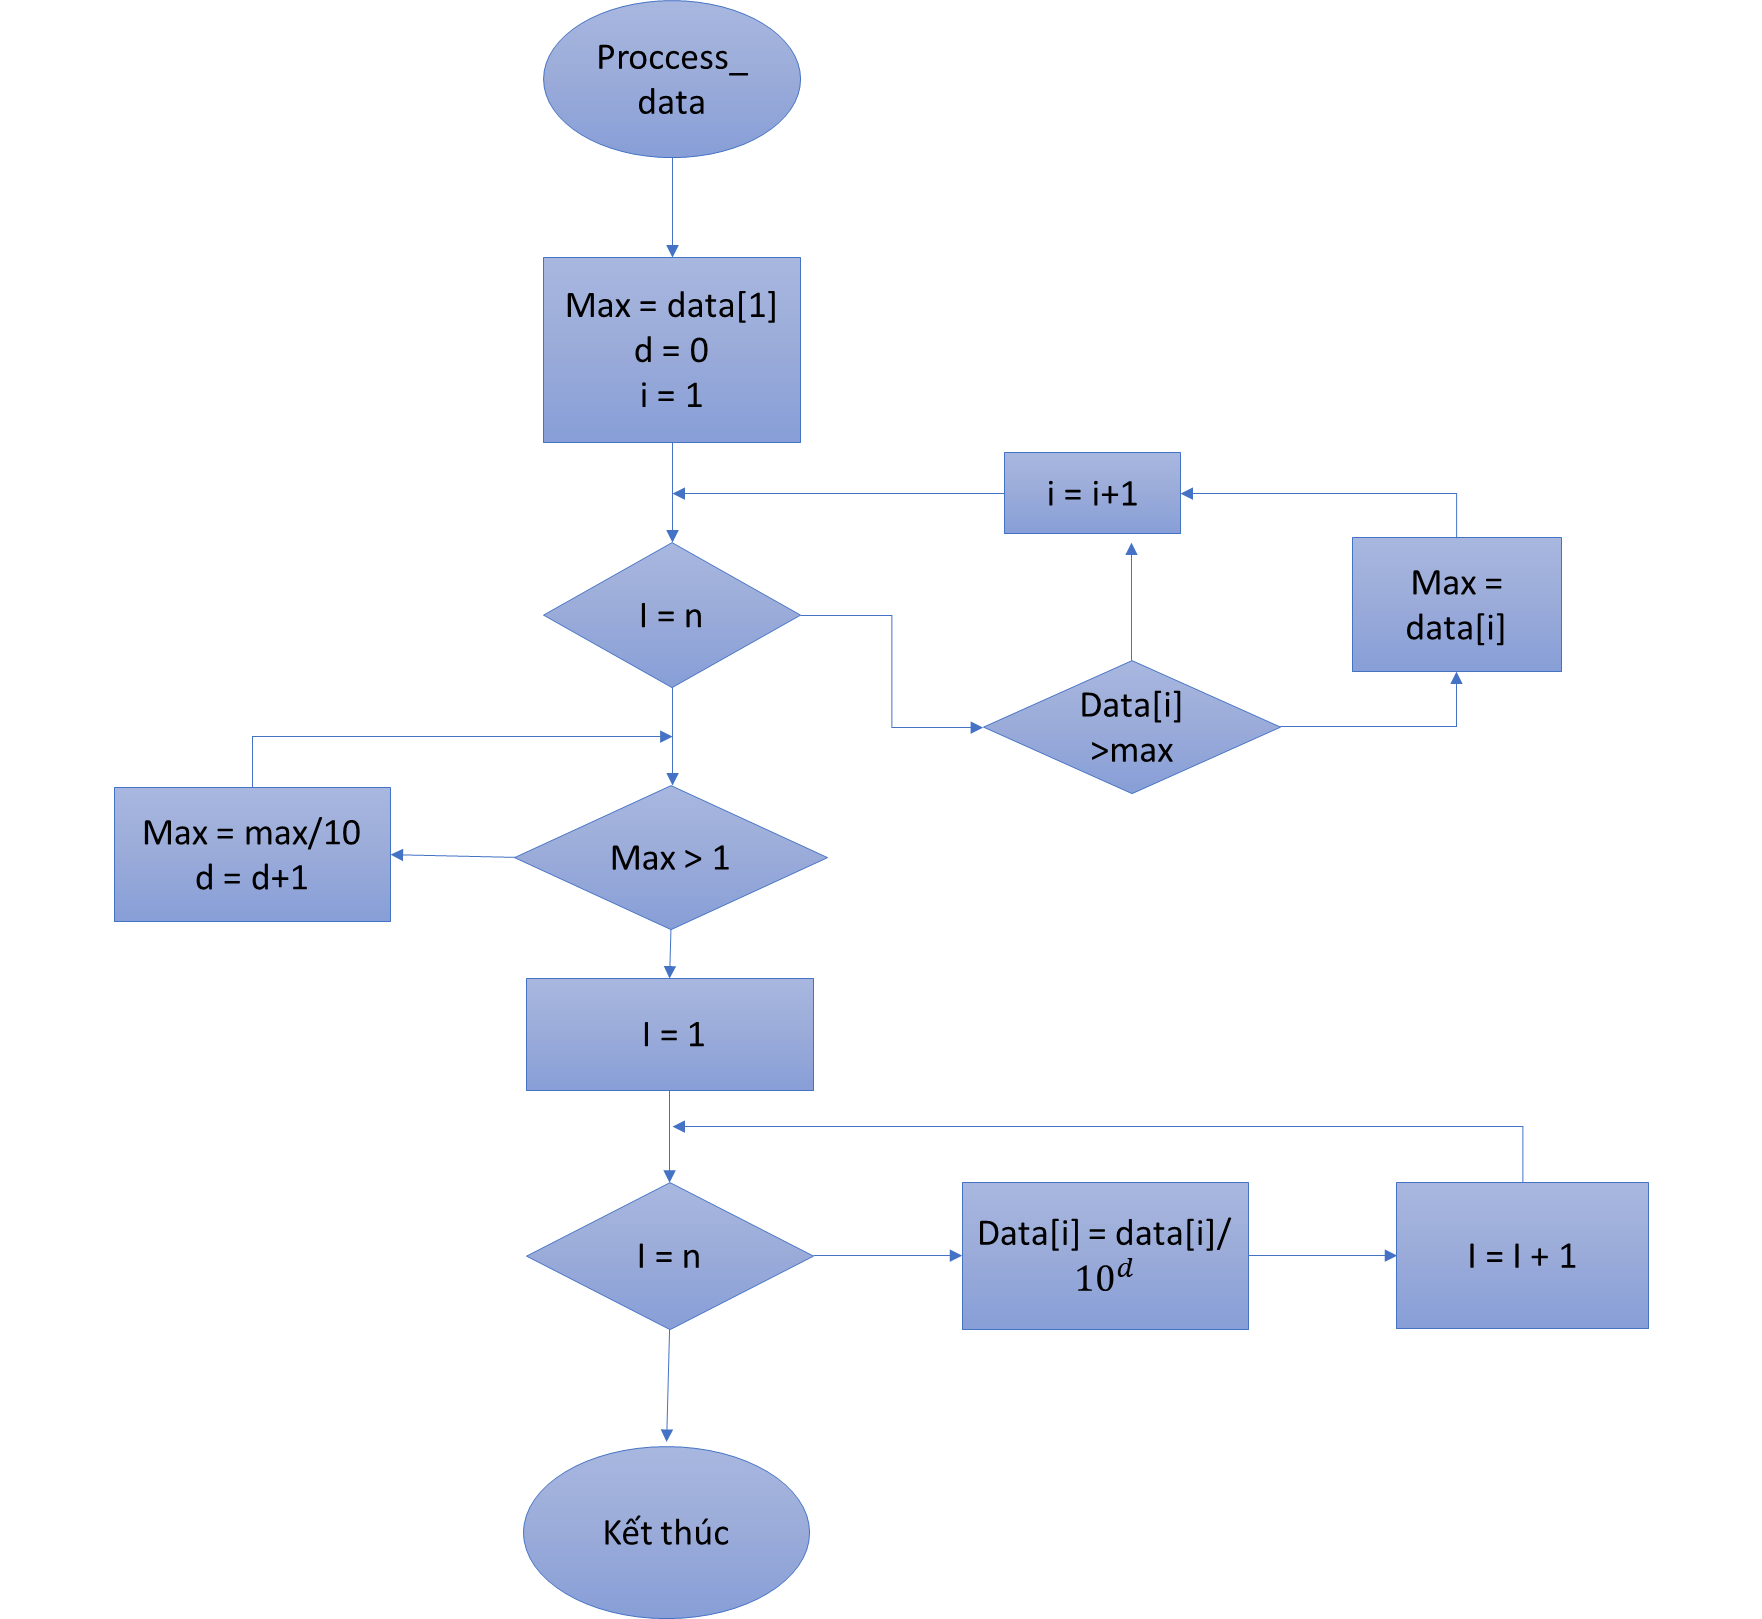 Proccess_
data
Max = data[1]
d = 0
i = 1
i = i+1
Max =
data[i]
I = n
Data[i]
>max
Max = max/10
d = d+1
Max > 1
I = 1
I = n
Data[i] = data[i]/
10^d
I = I + 1
Kết thúc